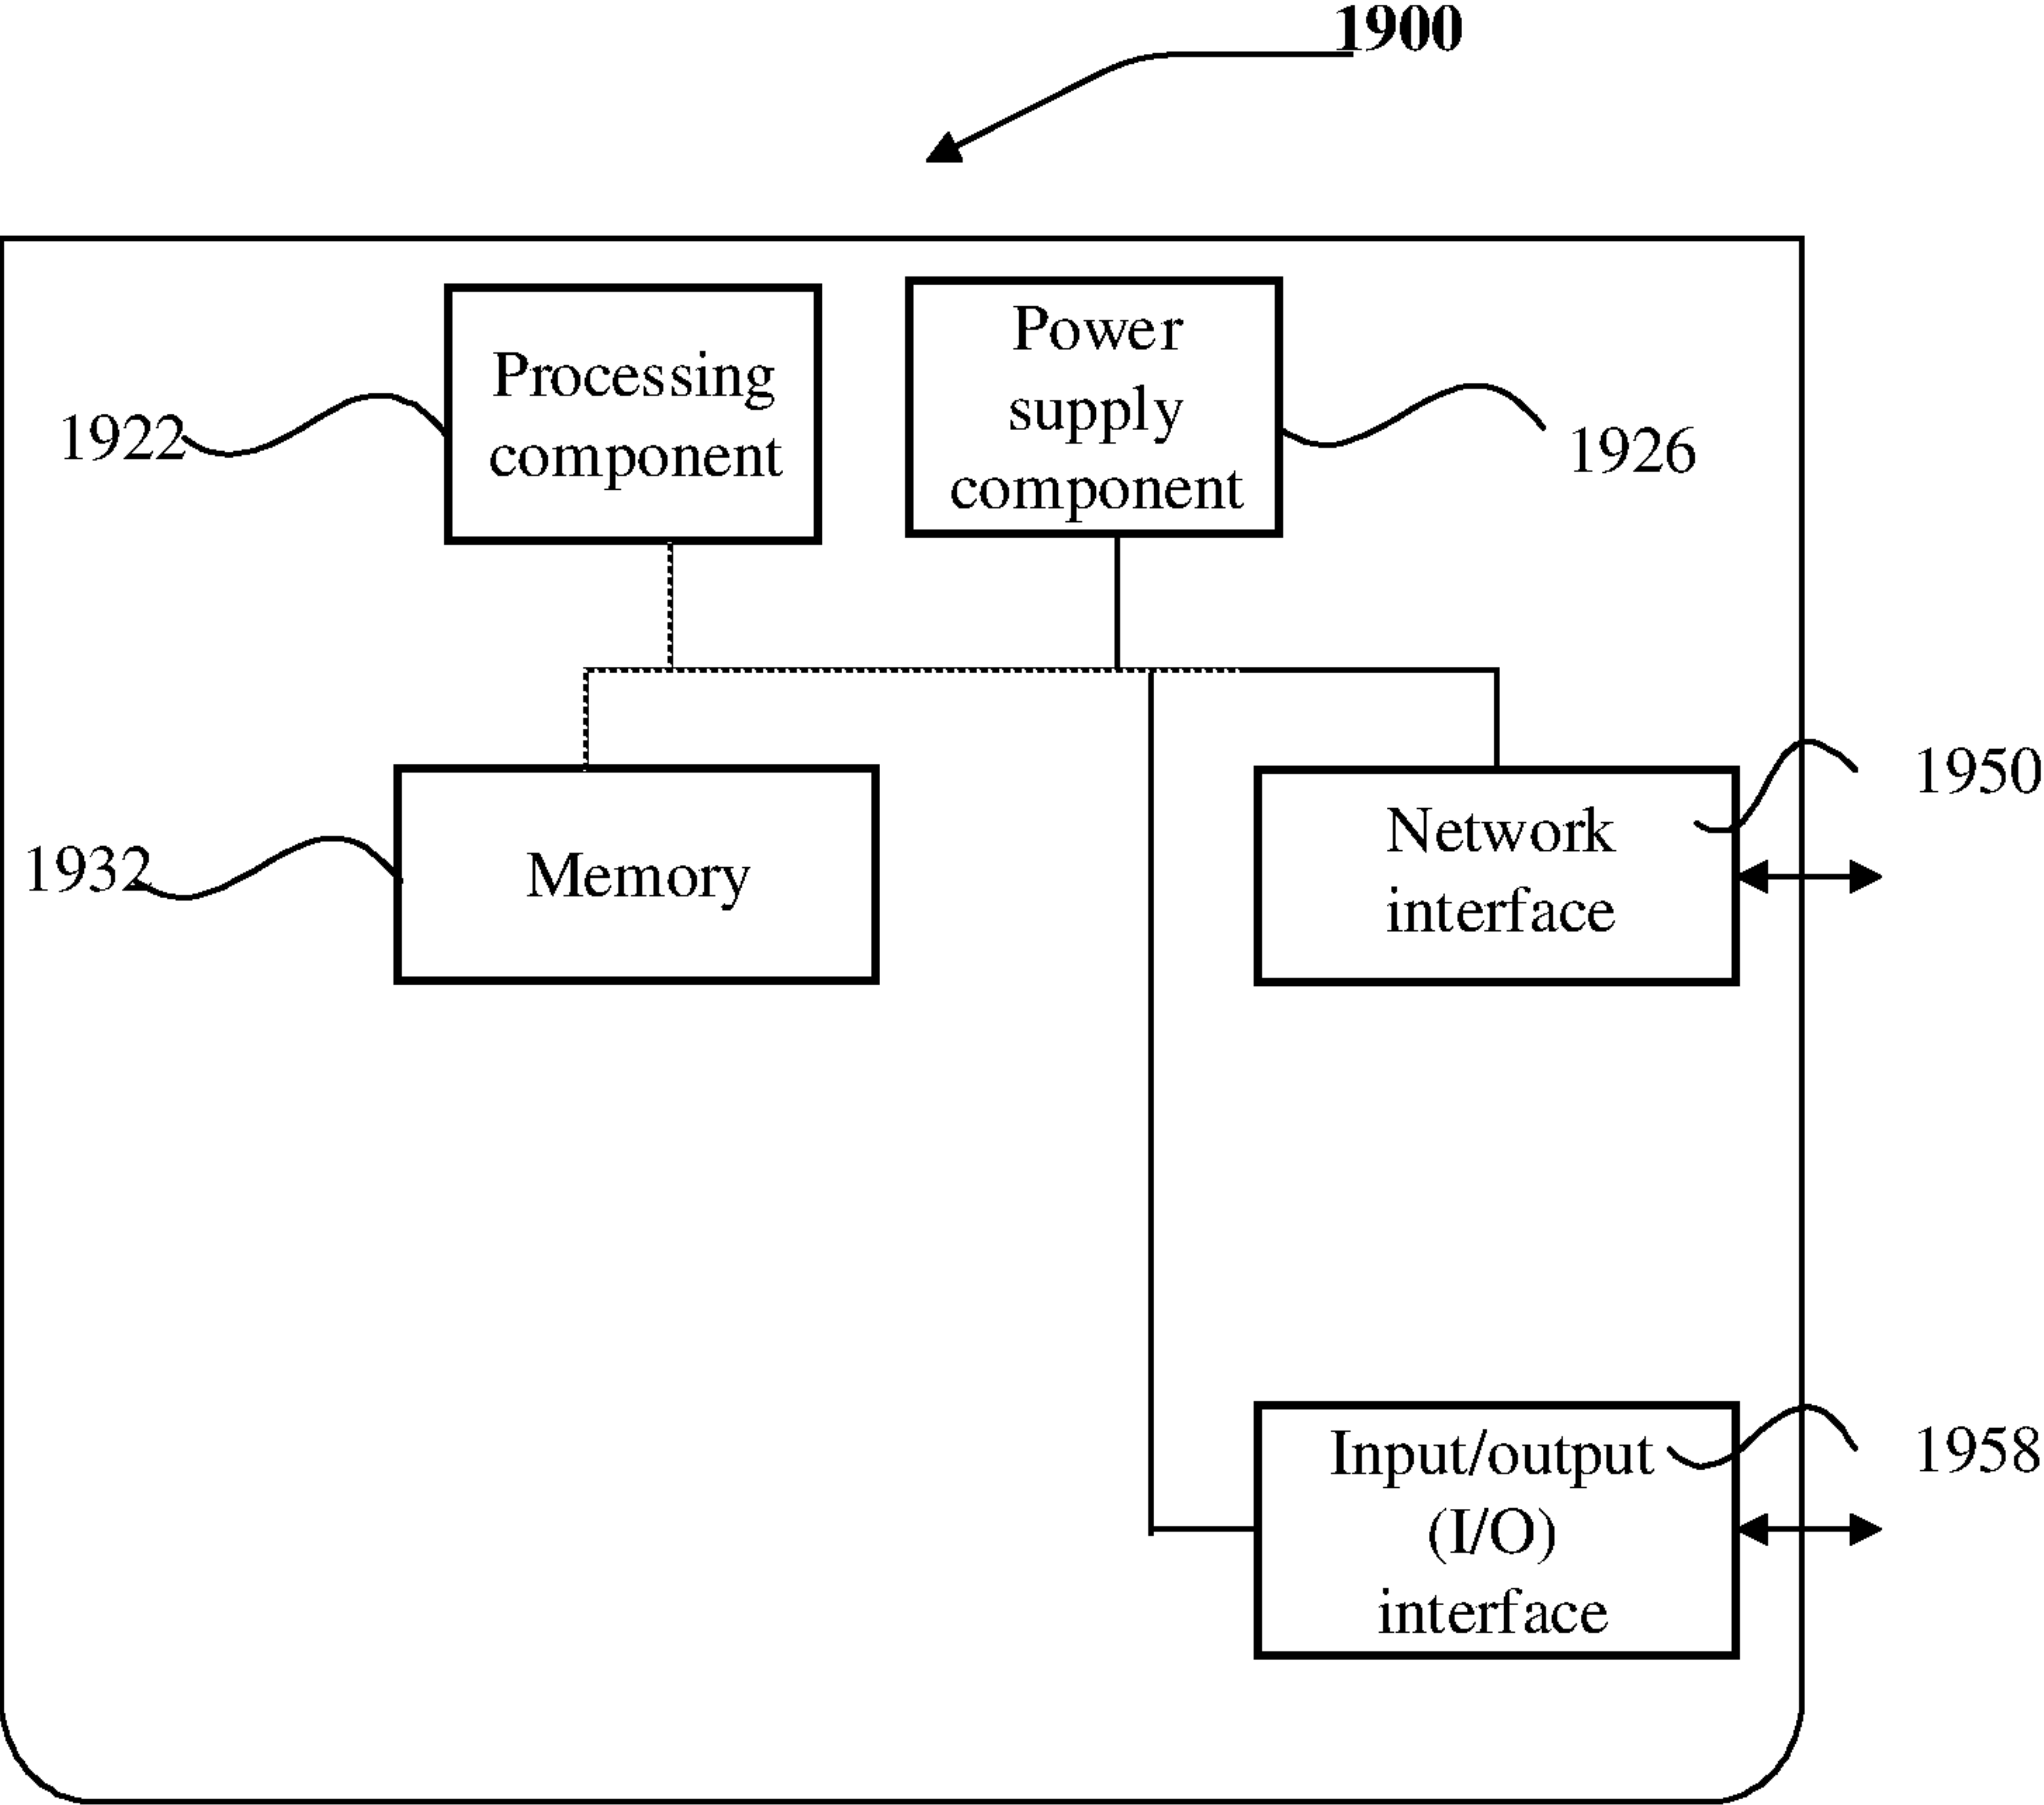 1900
Processing
component
1922
Power
supply
component
1926
Memory
1932
Network
interface
1950
Input/output
(I/O)
interface
1958